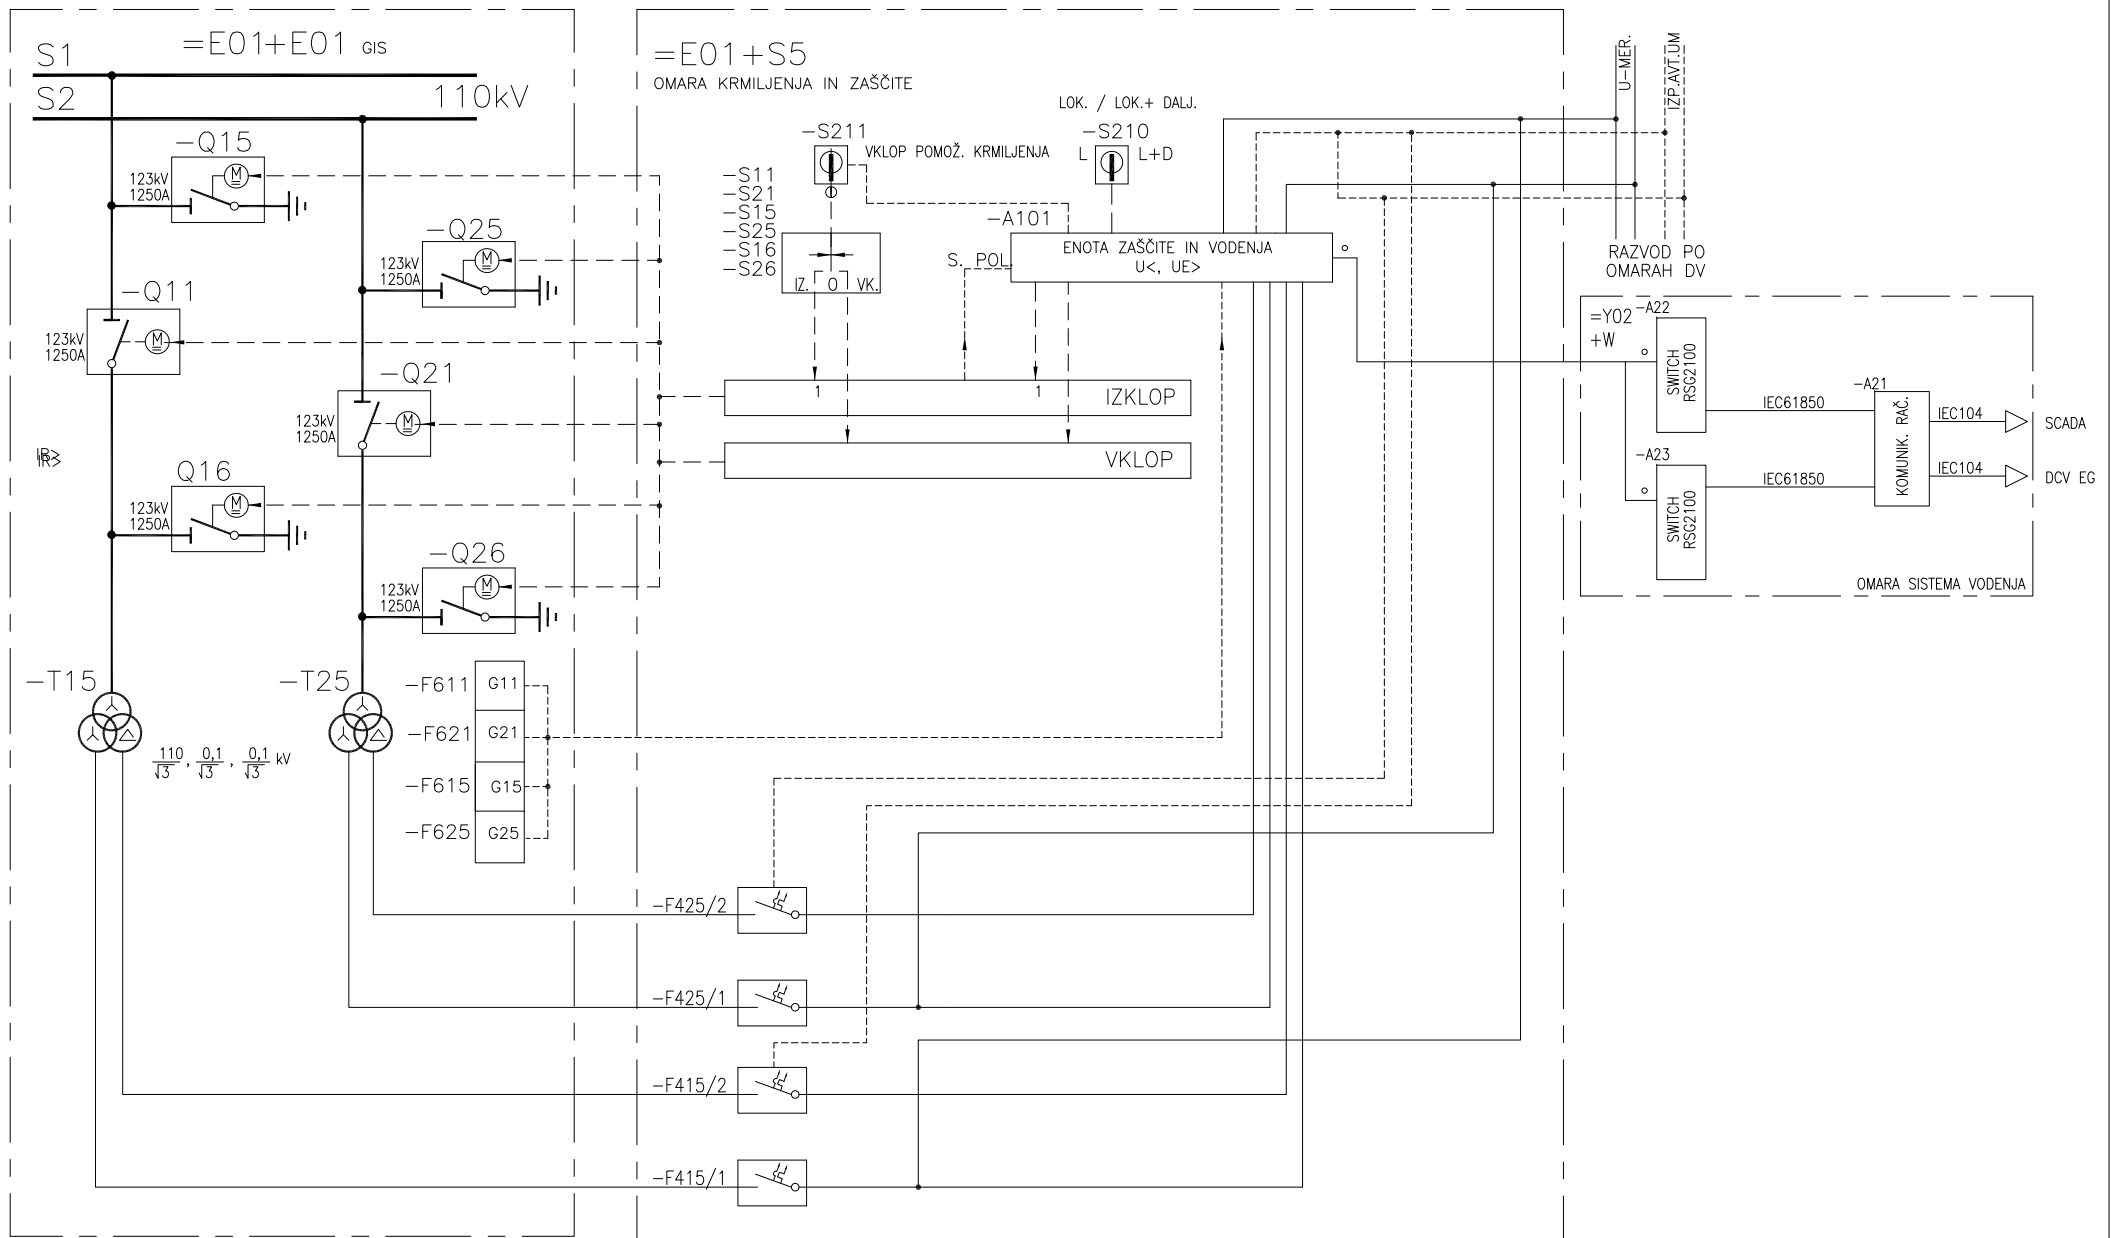 S1
=E01+E01 GIS
S2
110kV
-Q15
123kV
1250A
M
-Q25
123kV
1250A
M
-Q11
123kV
1250A
M
-Q21
123kV
1250A
M
Q16
123kV
1250A
M
-Q26
123kV
1250A
M
-T15
-T25
110/√3, 0,1/√3, 0,1/√3 kV
-F611 G11
-F621 G21
-F615 G15
-F625 G25
=E01+S5
OMARA KRMILJENJA IN ZAŠČITE
-S211
VKLOP POMOŽ. KRMILJENJA
LOK. / LOK.+ DALJ.
-S210
L L+D
-S11
-S21
-S15
-S25
-S16
-S26
IZ. 0 VK.
-A101
ENOTA ZAŠČITE IN VODENJA
U<, UE>
S. POL.
1 1 IZKLOP
VKLOP
-F425/2
-F425/1
-F415/2
-F415/1
U-MER.
IZP.AVT.UM
RAZVOD PO
OMARAH DV
=Y02
+W
-A22
SWITCH
RSG2100
-A23
SWITCH
RSG2100
IEC61850
IEC61850
-A21
KOMUNIK. RAČ.
IEC104
SCADA
IEC104
DCV EG
OMARA SISTEMA VODENJA